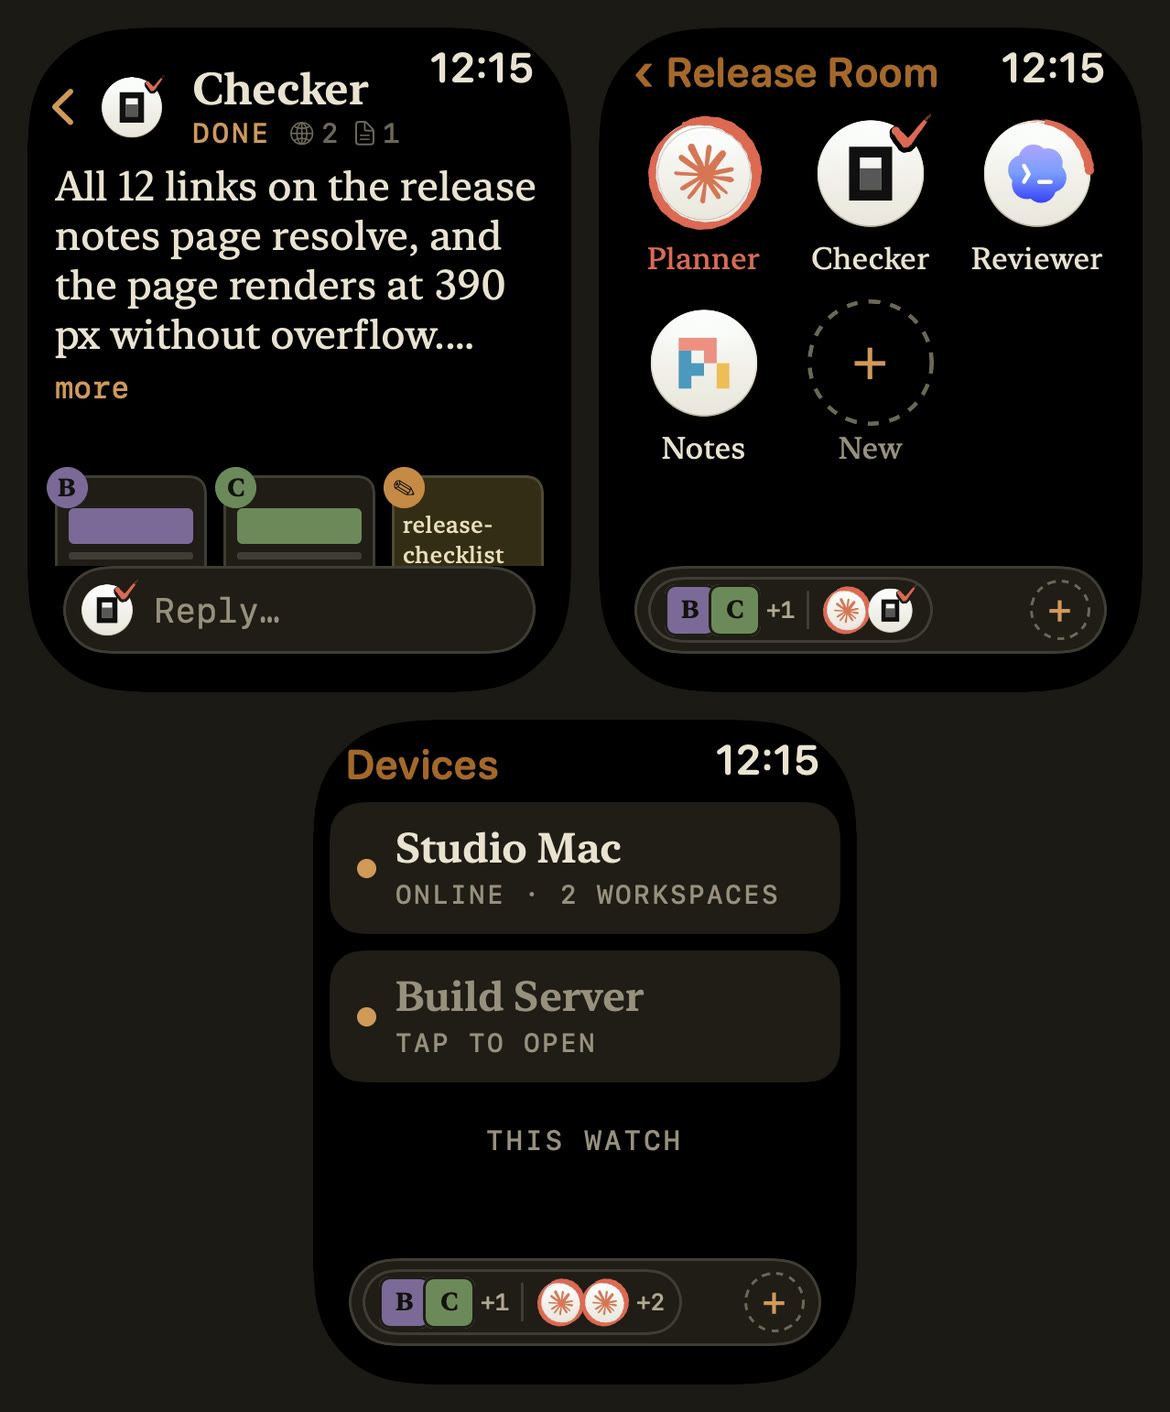 12:15
Checker
DONE 2 1
All 12 links on the release
notes page resolve, and
the page renders at 390
px without overflow....
more
B
C
release-
checklist
Reply…
Release Room
12:15
Planner
Checker
Reviewer
Notes
New
B C +1
Devices
12:15
Studio Mac
ONLINE · 2 WORKSPACES
Build Server
TAP TO OPEN
THIS WATCH
B C +1 +2